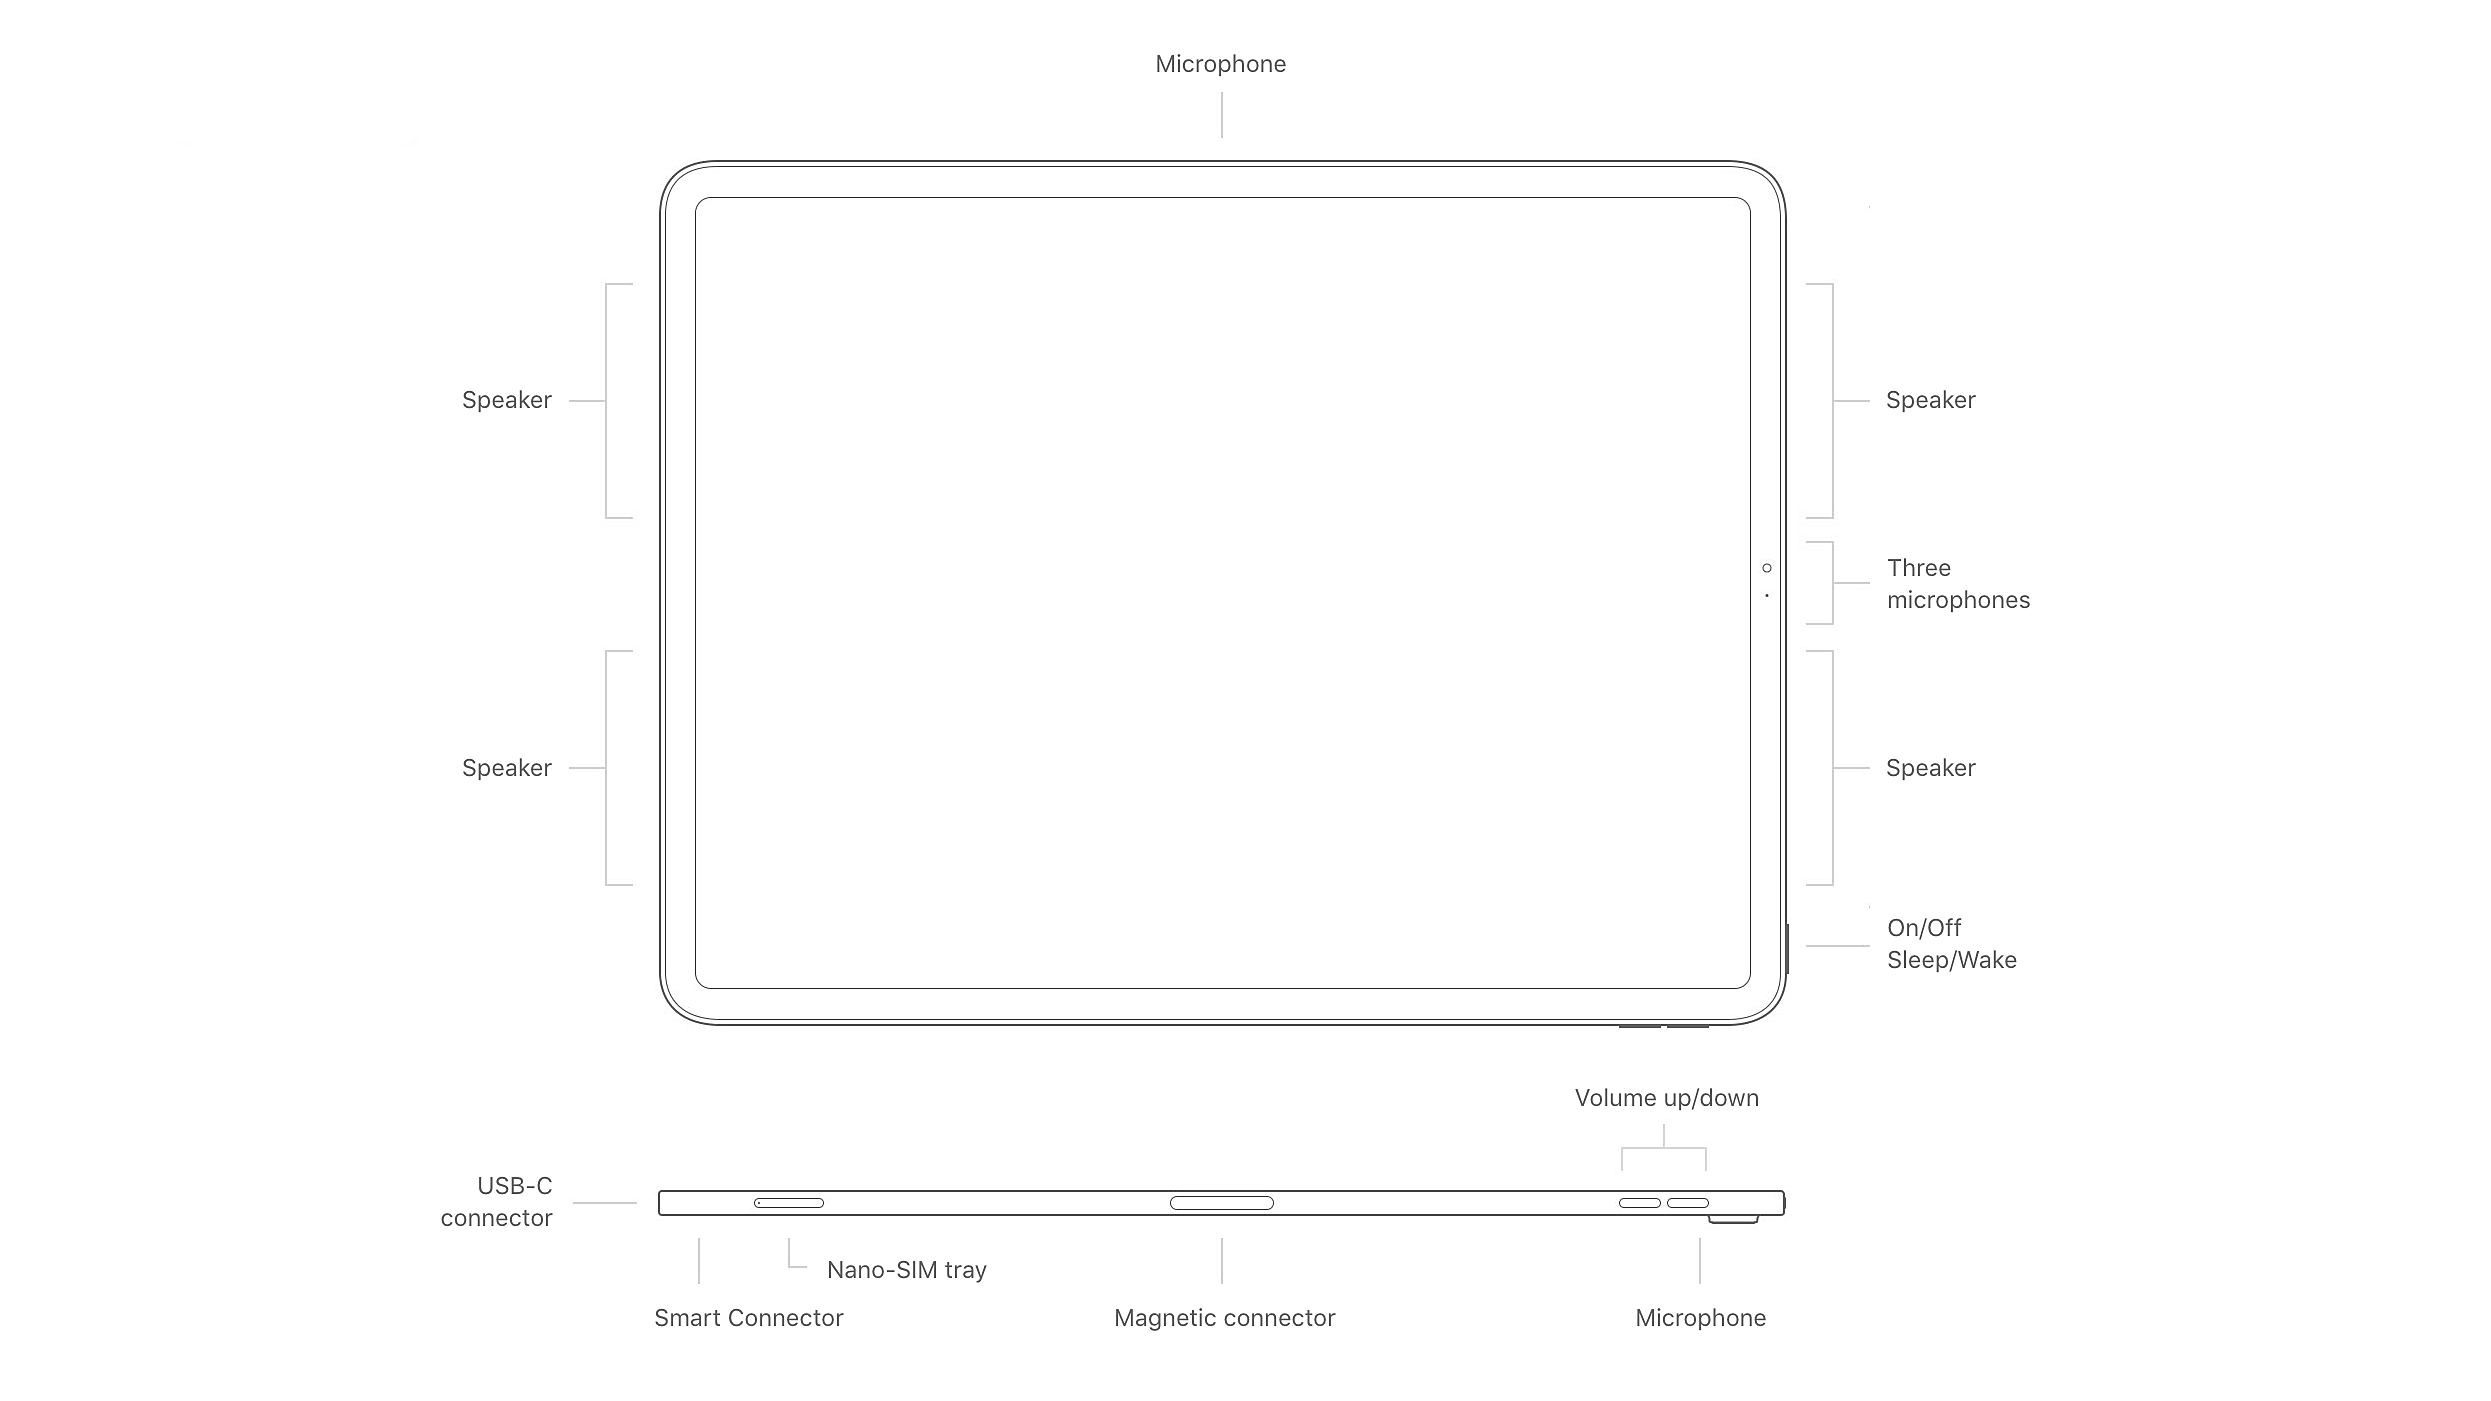 Microphone
Speaker
Speaker
Three
microphones
Speaker
Speaker
On/Off
Sleep/Wake
Volume up/down
USB-C
connector
Nano-SIM tray
Smart Connector
Magnetic connector
Microphone